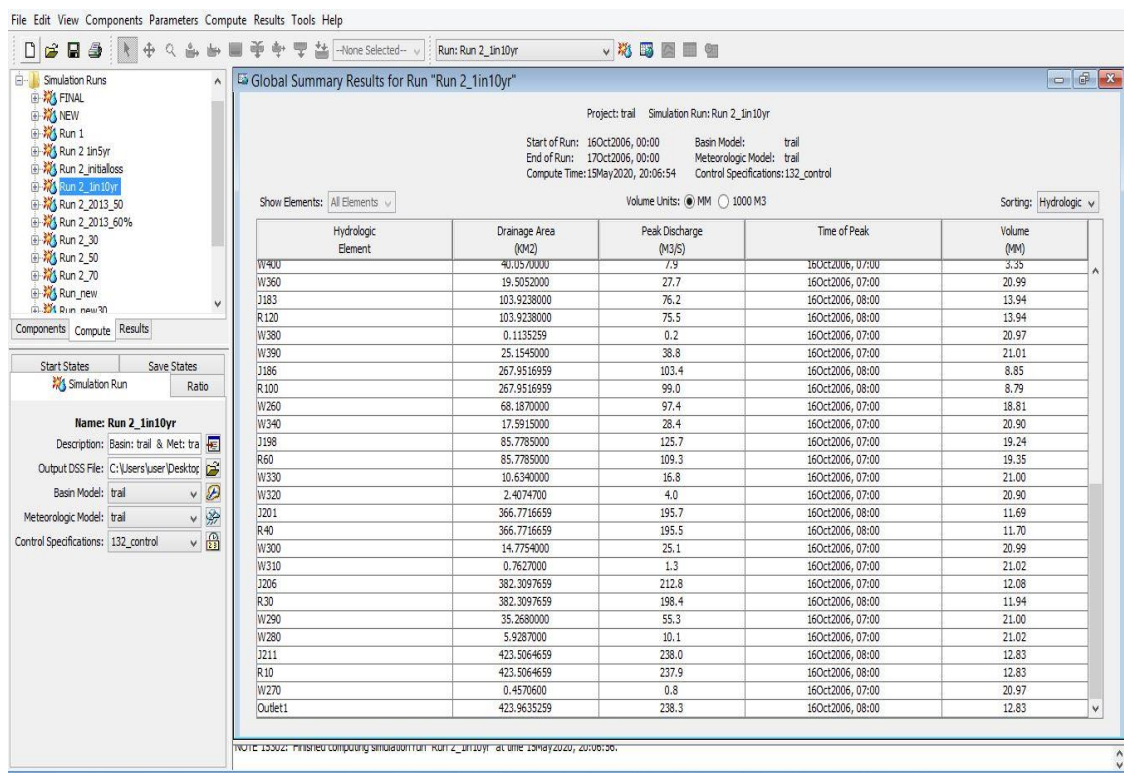 File Edit View Components Parameters Compute Results Tools Help
--None Selected--
Run: Run 2_1in10yr
Simulation Runs
FINAL
NEW
Run 1
Run 2 1in5yr
Run 2_initialloss
Run 2_1in10yr
Run 2_2013_50
Run 2_2013_60%
Run 2_30
Run 2_50
Run 2_70
Run_new
Run_new30
Components Compute Results
Start States Save States
Simulation Run Ratio
Name: Run 2_1in10yr
Description: Basin: trail & Met: tra
Output DSS File: C:\Users\user\Desktop
Basin Model: trail
Meteorologic Model: trail
Control Specifications: 132_control
Global Summary Results for Run "Run 2_1in10yr"
Project: trail Simulation Run: Run 2_1in10yr
Start of Run: 16Oct2006, 00:00 Basin Model: trail
End of Run: 17Oct2006, 00:00 Meteorologic Model: trail
Compute Time: 15May2020, 20:06:54 Control Specifications: 132_control
Show Elements: All Elements Volume Units: MM 1000 M3 Sorting: Hydrologic
Hydrologic Drainage Area Peak Discharge Time of Peak Volume
Element (KM2) (M3/S) (MM)
W400 40.0570000 7.9 16Oct2006, 07:00 3.35
W360 19.5052000 27.7 16Oct2006, 07:00 20.99
J183 103.9238000 76.2 16Oct2006, 08:00 13.94
R120 103.9238000 75.5 16Oct2006, 08:00 13.94
W380 0.1135259 0.2 16Oct2006, 07:00 20.97
W390 25.1545000 38.8 16Oct2006, 07:00 21.01
J186 267.9516959 103.4 16Oct2006, 08:00 8.85
R100 267.9516959 99.0 16Oct2006, 08:00 8.79
W260 68.1870000 97.4 16Oct2006, 07:00 18.81
W340 17.5915000 28.4 16Oct2006, 07:00 20.90
J198 85.7785000 125.7 16Oct2006, 07:00 19.24
R60 85.7785000 109.3 16Oct2006, 07:00 19.35
W330 10.6340000 16.8 16Oct2006, 07:00 21.00
W320 2.4074700 4.0 16Oct2006, 07:00 20.90
J201 366.7716659 195.7 16Oct2006, 07:00 11.69
R40 366.7716659 195.5 16Oct2006, 07:00 11.70
W300 14.7754000 25.1 16Oct2006, 07:00 20.99
W310 0.7627000 1.3 16Oct2006, 07:00 21.02
J206 382.3097659 212.8 16Oct2006, 07:00 12.08
R30 382.3097659 198.4 16Oct2006, 08:00 11.94
W290 35.2680000 55.3 16Oct2006, 07:00 21.00
W280 5.9287000 10.1 16Oct2006, 07:00 21.02
J211 423.5064659 238.0 16Oct2006, 08:00 12.83
R10 423.5064659 237.9 16Oct2006, 08:00 12.83
W270 0.4570600 0.8 16Oct2006, 07:00 20.97
Outlet1 423.9635259 238.3 16Oct2006, 08:00 12.83
NOTE 15302: Finished computing simulation run "Run 2_1in10yr" at time 15May2020, 20:06:56.